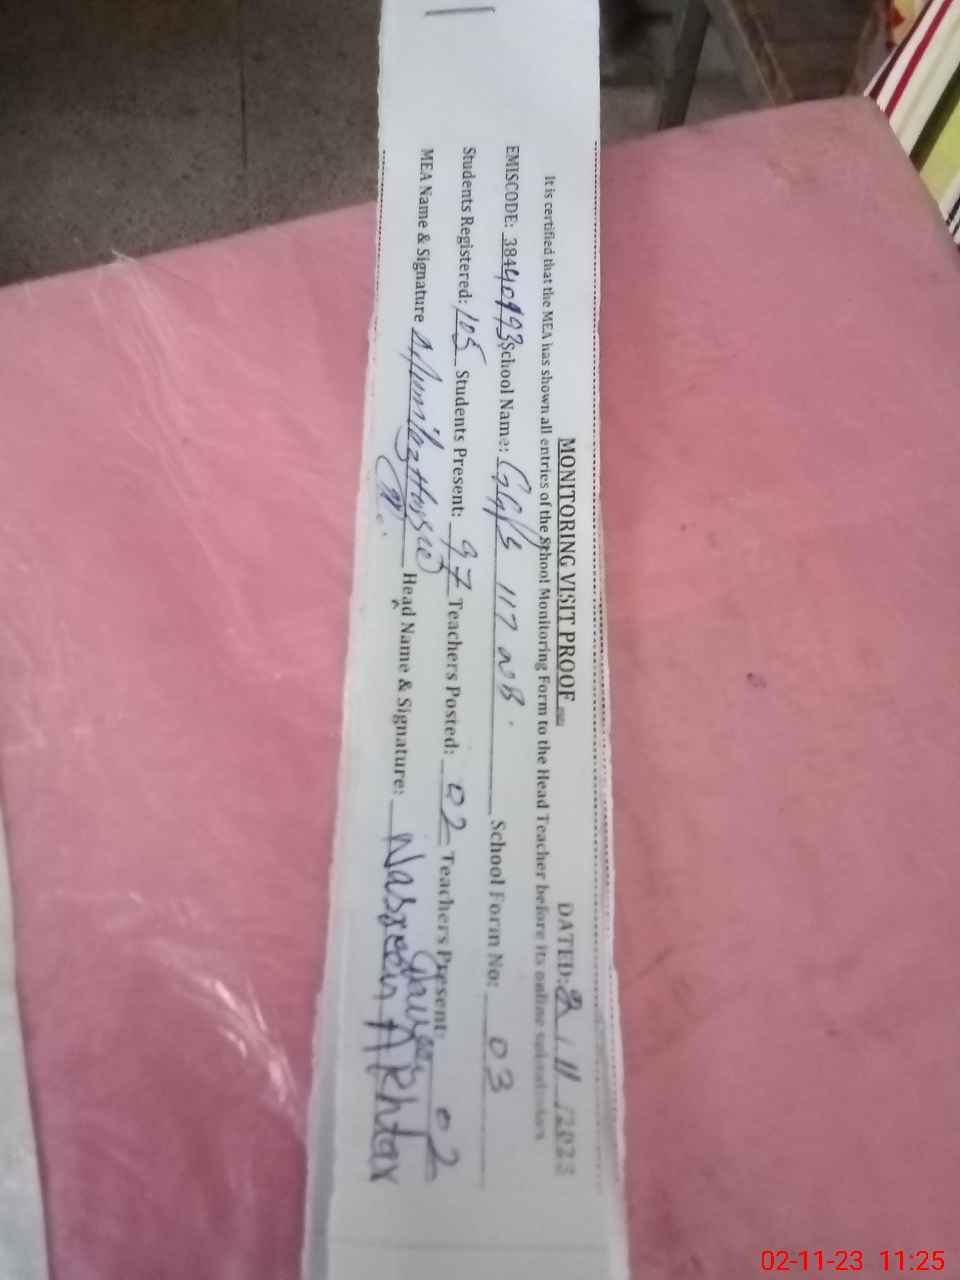 MONITORING VISIT PROOF DATED: 2 / 11 /2023
It is certified that the MEA has shown all entries of the School Monitoring Form to the Head Teacher before its online submission
EMISCODE: 38440193 School Name: GGPS 117 NB. School Form No: 03
Students Registered: 105 Students Present: 97 Teachers Posted: 02 Teachers Present: 02
MEA Name & Signature Head Name & Signature: Nasreen Akhtar
02-11-23 11:25